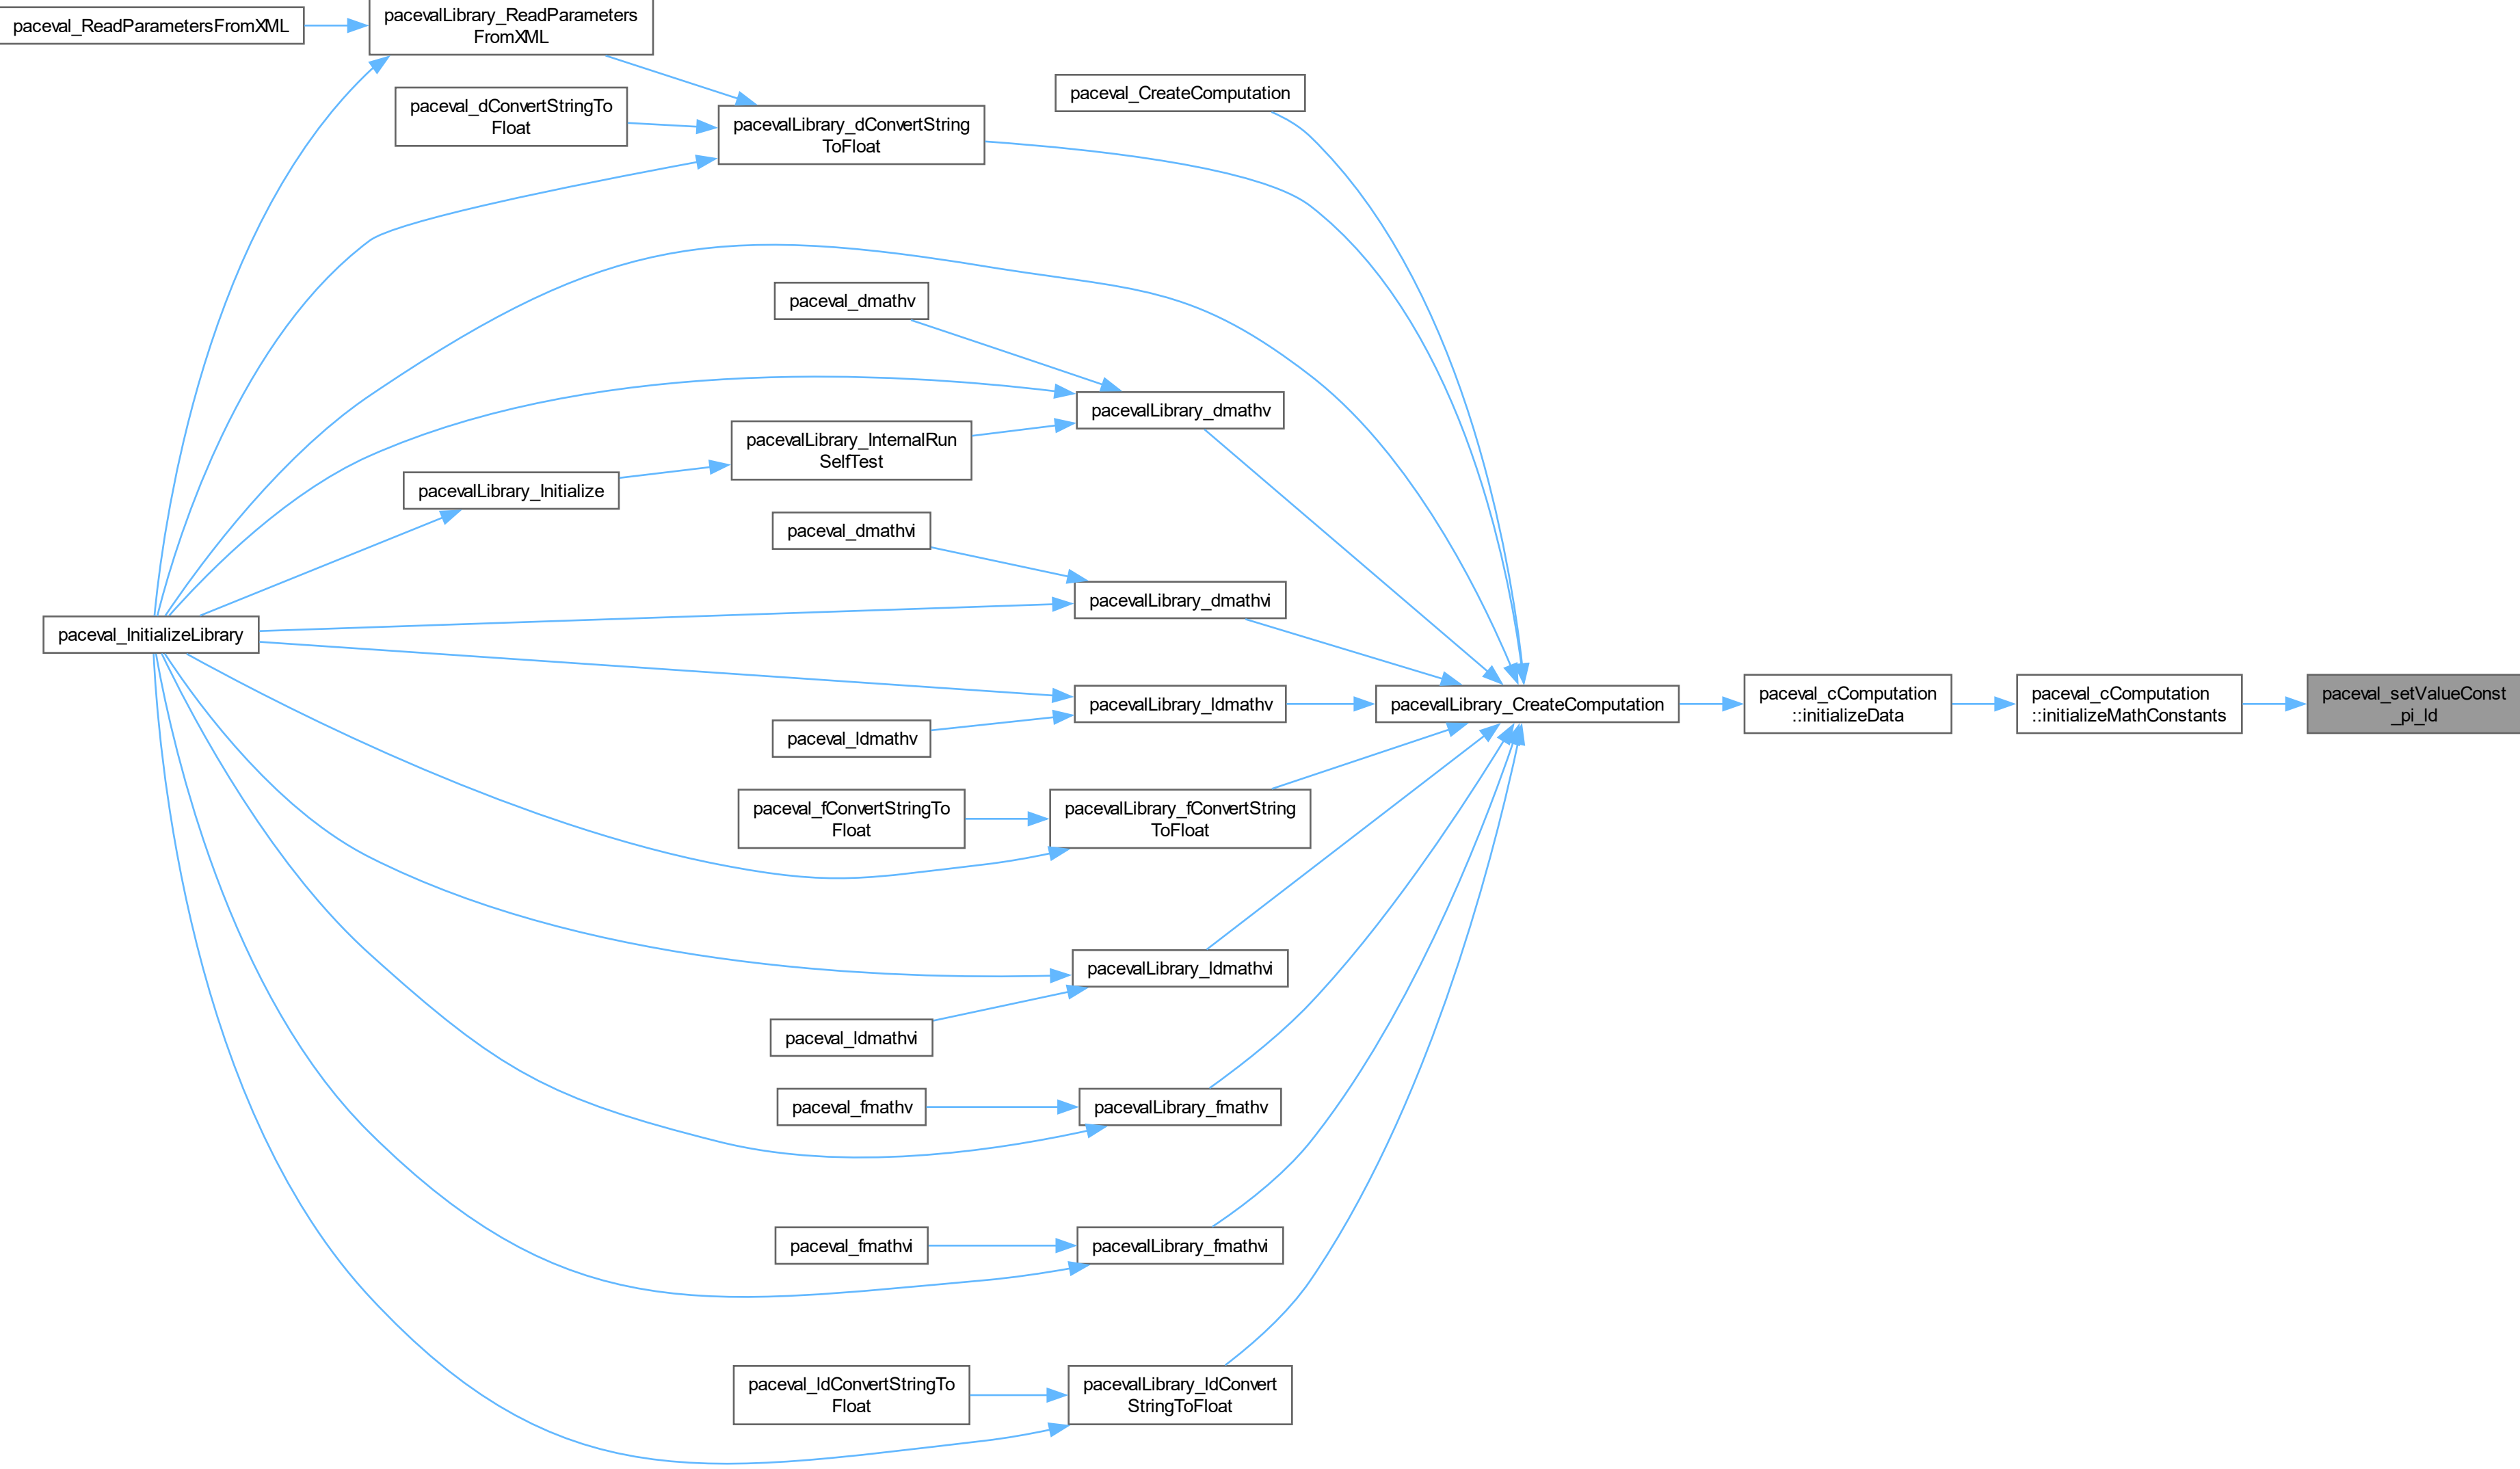 paceval_ReadParametersFromXML
pacevalLibrary_ReadParameters
FromXML
paceval_CreateComputation
paceval_dConvertStringTo
Float
pacevalLibrary_dConvertString
ToFloat
paceval_dmathv
pacevalLibrary_dmathv
pacevalLibrary_InternalRun
SelfTest
pacevalLibrary_Initialize
paceval_dmathvi
pacevalLibrary_dmathvi
paceval_InitializeLibrary
pacevalLibrary_ldmathv
paceval_ldmathv
pacevalLibrary_CreateComputation
paceval_cComputation
::initializeData
paceval_cComputation
::initializeMathConstants
paceval_setValueConst
_pi_ld
paceval_fConvertStringTo
Float
pacevalLibrary_fConvertString
ToFloat
pacevalLibrary_ldmathvi
paceval_ldmathvi
paceval_fmathv
pacevalLibrary_fmathv
paceval_fmathvi
pacevalLibrary_fmathvi
paceval_ldConvertStringTo
Float
pacevalLibrary_ldConvert
StringToFloat